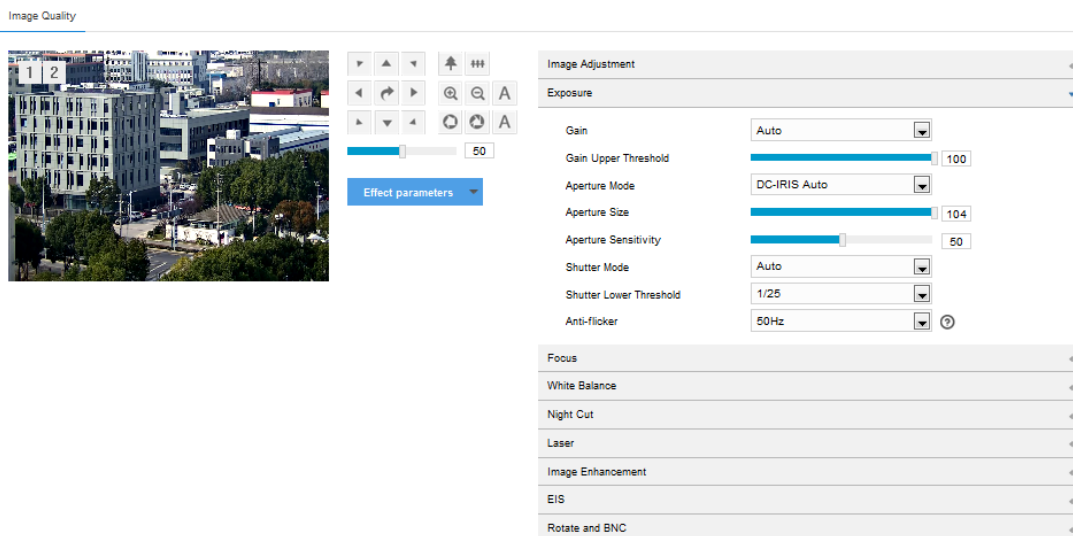 Image Quality
1 2
A
A
50
Effect parameters
Image Adjustment
Exposure
Gain Auto
Gain Upper Threshold 100
Aperture Mode DC-IRIS Auto
Aperture Size 104
Aperture Sensitivity 50
Shutter Mode Auto
Shutter Lower Threshold 1/25
Anti-flicker 50Hz ?
Focus
White Balance
Night Cut
Laser
Image Enhancement
EIS
Rotate and BNC